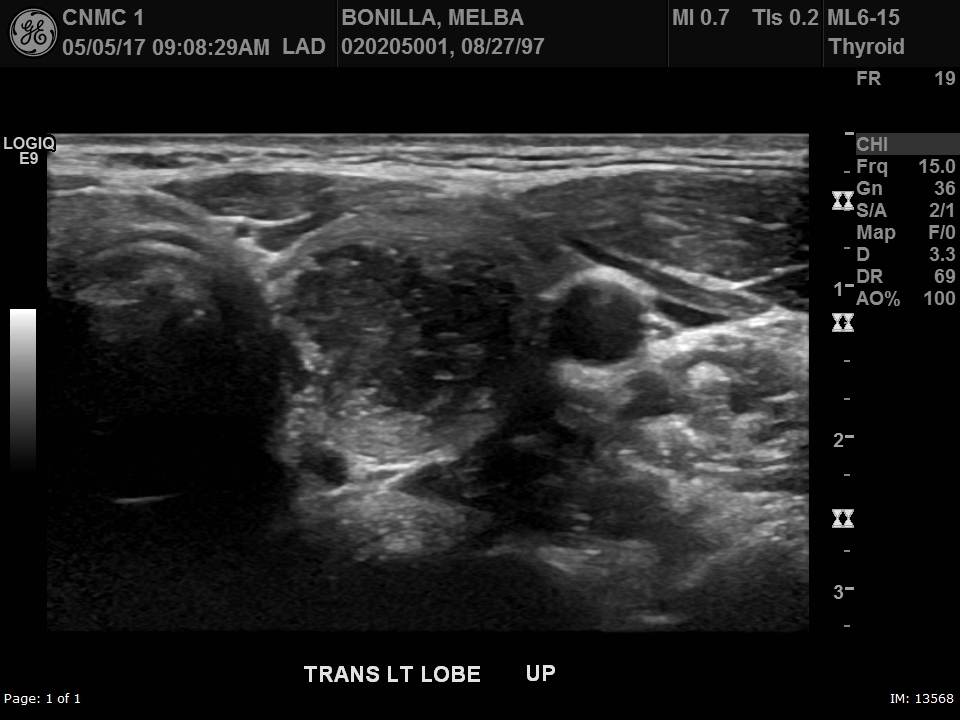 CNMC 1
BONILLA, MELBA
MI 0.7 TIs 0.2
ML6-15
05/05/17 09:08:29AM LAD
020205001, 08/27/97
Thyroid
FR 19
LOGIQ
E9
CHI
Frq 15.0
Gn 36
S/A 2/1
Map F/0
D 3.3
DR 69
AO% 100
1
2
3
TRANS LT LOBE UP
Page: 1 of 1
IM: 13568